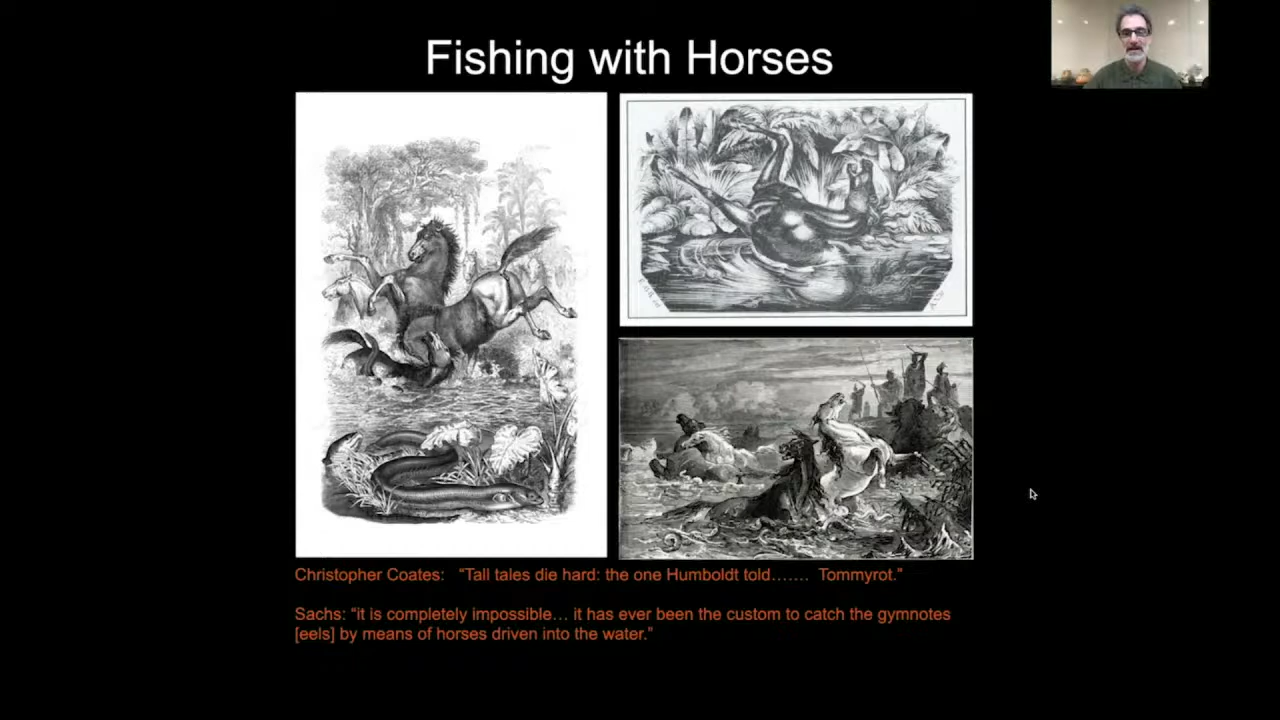 Fishing with Horses
Christopher Coates:   “Tall tales die hard: the one Humboldt told…….  Tommyrot.”
Sachs: “it is completely impossible… it has ever been the custom to catch the gymnotes
[eels] by means of horses driven into the water.”